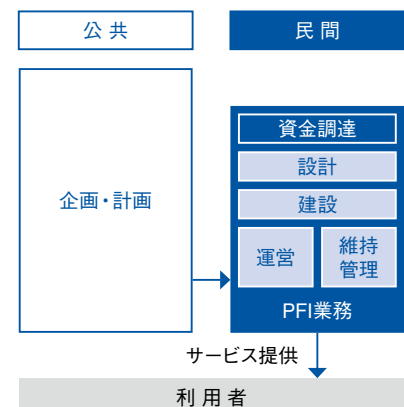 公共
民間
企画・計画
資金調達
設計
建設
運営
維持
管理
PFI業務
サービス提供
利用者